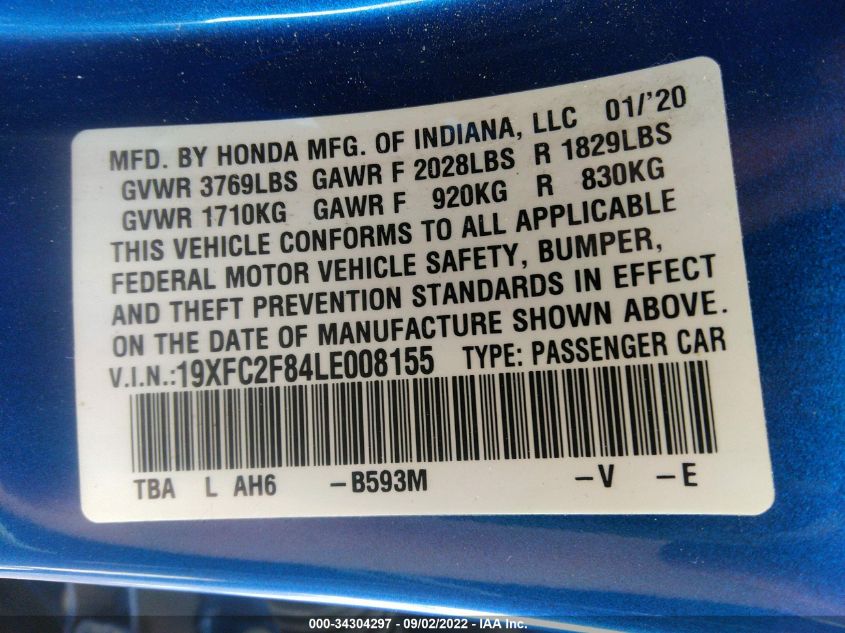 MFD. BY HONDA MFG. OF INDIANA, LLC 01/'20
GVWR 3769LBS GAWR F 2028LBS R 1829LBS
GVWR 1710KG GAWR F 920KG R 830KG
THIS VEHICLE CONFORMS TO ALL APPLICABLE
FEDERAL MOTOR VEHICLE SAFETY, BUMPER,
AND THEFT PREVENTION STANDARDS IN EFFECT
ON THE DATE OF MANUFACTURE SHOWN ABOVE.
V.I.N.:19XFC2F84LE008155 TYPE: PASSENGER CAR
TBA L AH6 -B593M -V -E
000-34304297 - 09/02/2022 - IAA Inc.